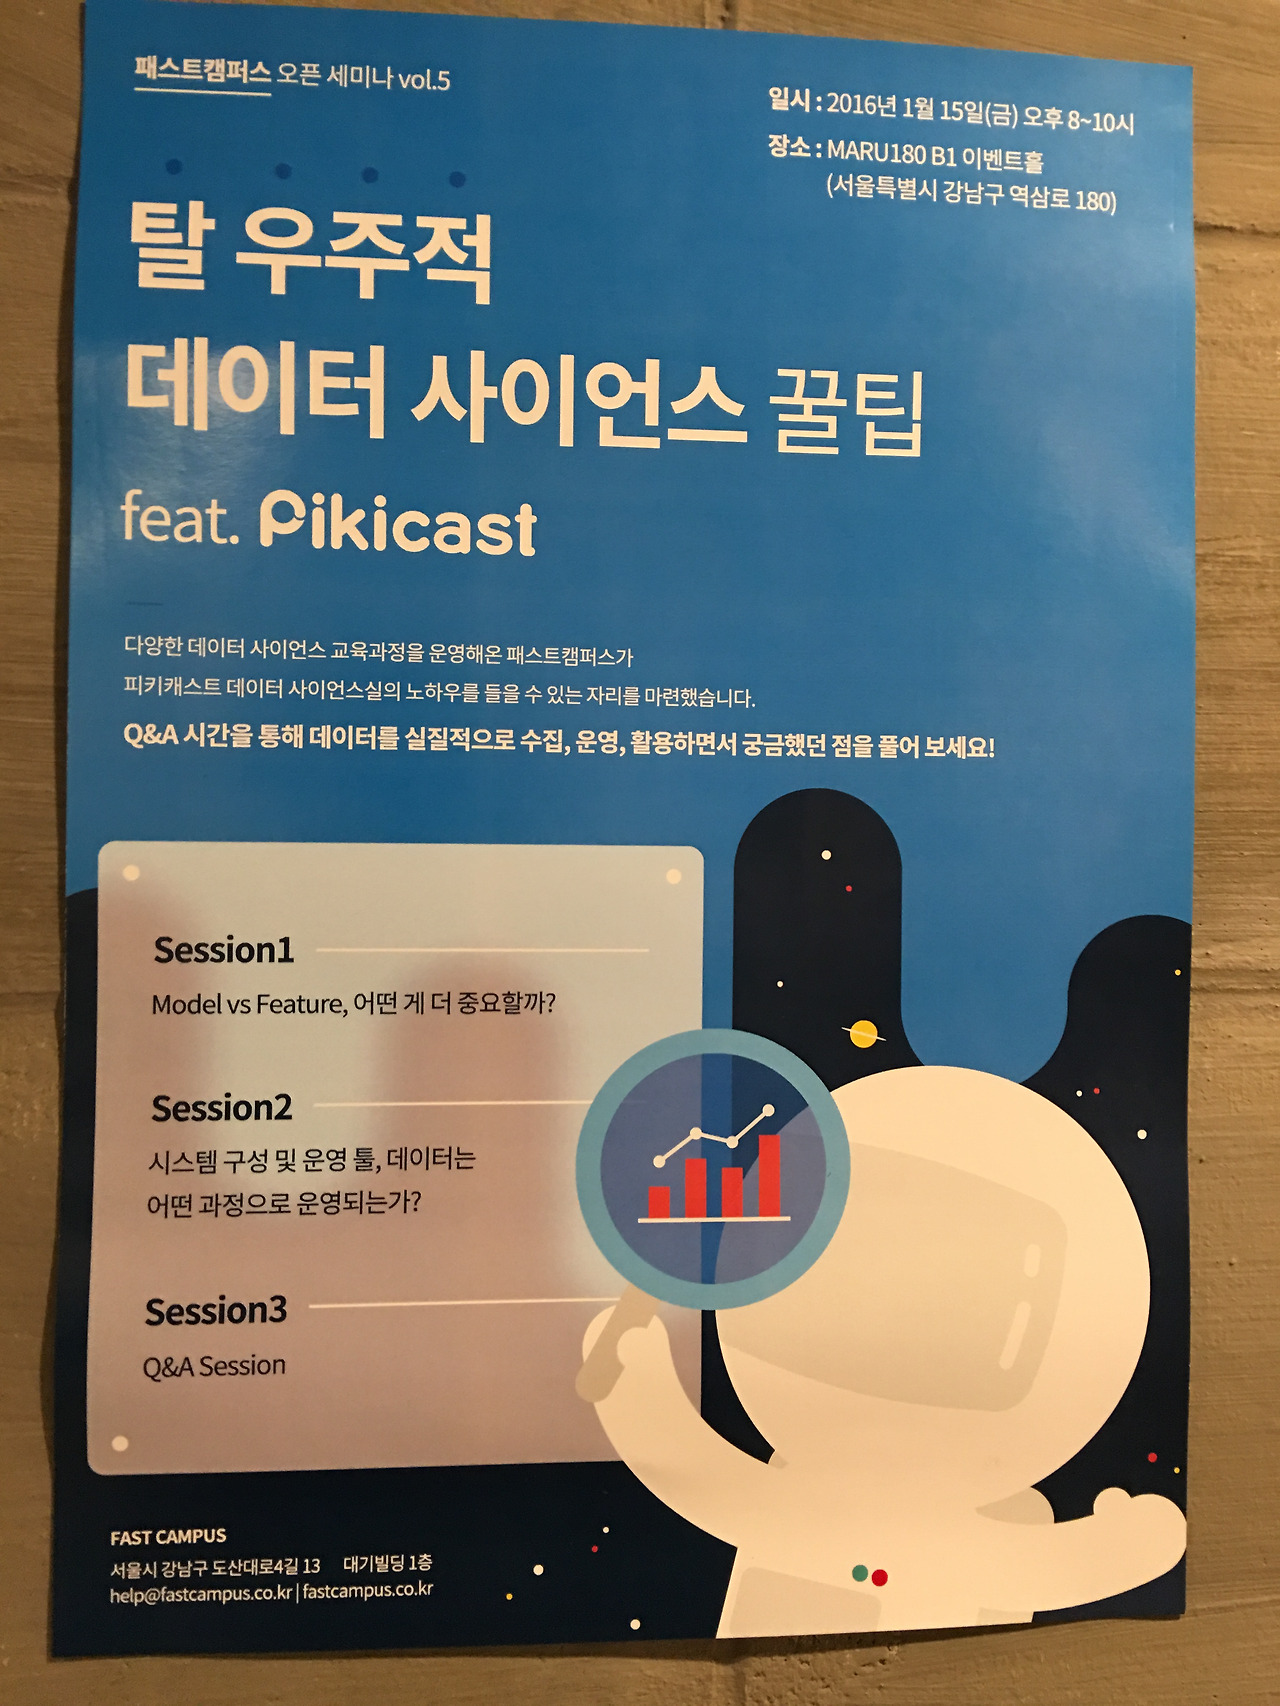 패스트캠퍼스 오픈 세미나 vol.5
일시 : 2016년 1월 15일(금) 오후 8~10시
장소 : MARU180 B1 이벤트홀
(서울특별시 강남구 역삼로 180)
탈 우주적
데이터 사이언스 꿀팁
feat. Pikicast
다양한 데이터 사이언스 교육과정을 운영해온 패스트캠퍼스가
피키캐스트 데이터 사이언스실의 노하우를 들을 수 있는 자리를 마련했습니다.
Q&A 시간을 통해 데이터를 실질적으로 수집, 운영, 활용하면서 궁금했던 점을 풀어 보세요!
Session1
Model vs Feature, 어떤 게 더 중요할까?
Session2
시스템 구성 및 운영 툴, 데이터는
어떤 과정으로 운영되는가?
Session3
Q&A Session
FAST CAMPUS
서울시 강남구 도산대로4길 13 대기빌딩 1층
help@fastcampus.co.kr | fastcampus.co.kr